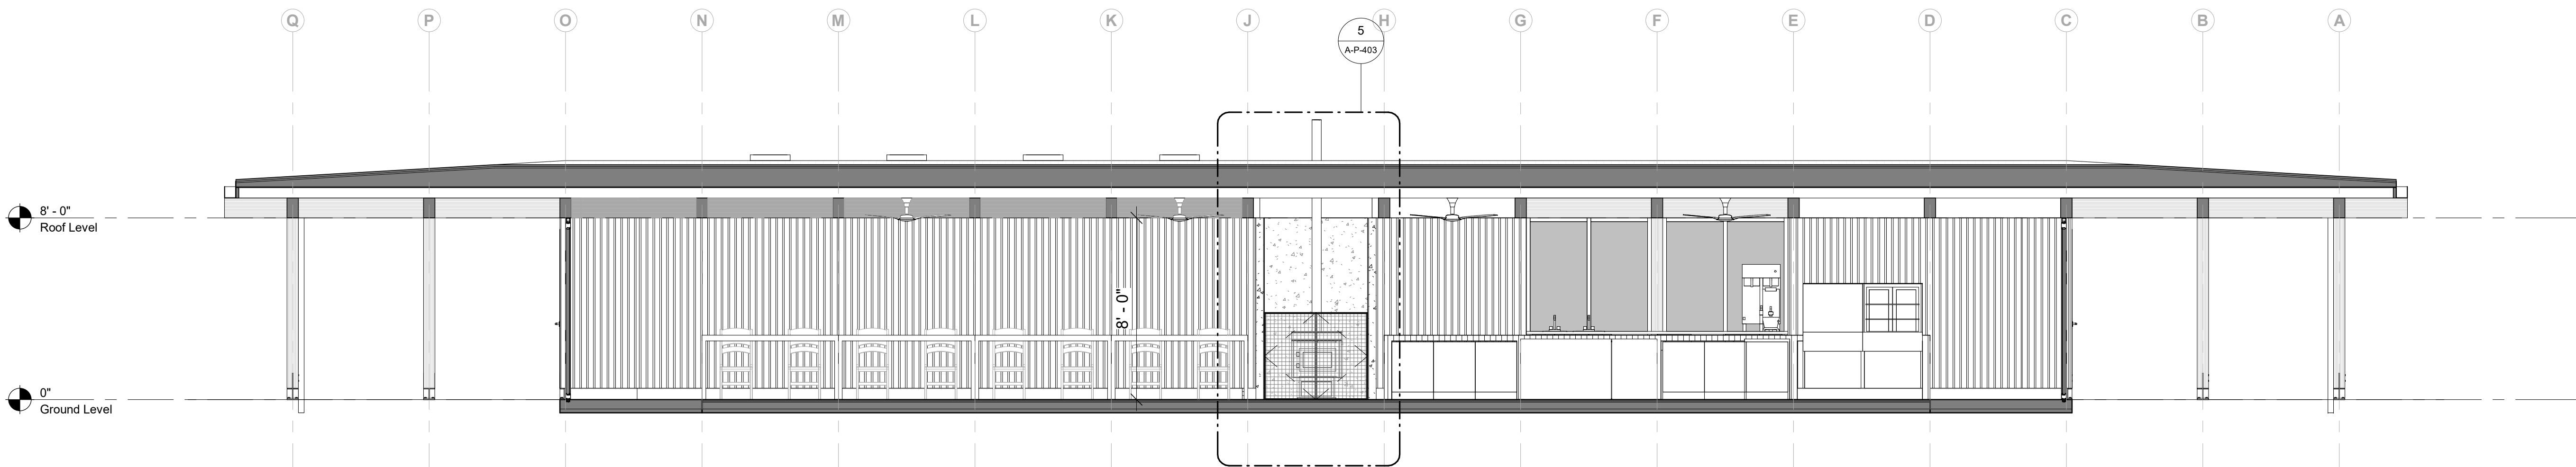 Q P O N M L K J H G F E D C B A
5
A-P-403
8' - 0"
Roof Level
8' - 0"
0"
Ground Level